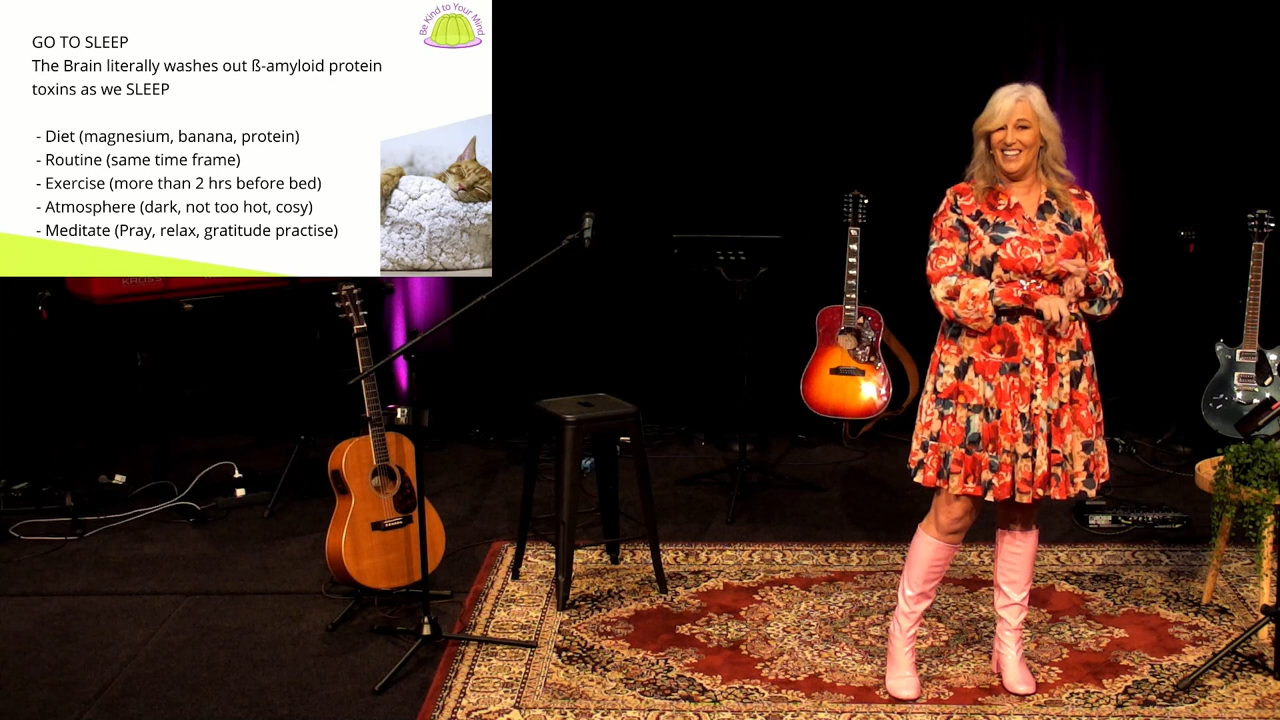 Be Kind to Your Mind
GO TO SLEEP
The Brain literally washes out ß-amyloid protein
toxins as we SLEEP
- Diet (magnesium, banana, protein)
- Routine (same time frame)
- Exercise (more than 2 hrs before bed)
- Atmosphere (dark, not too hot, cosy)
- Meditate (Pray, relax, gratitude practise)
KROSS